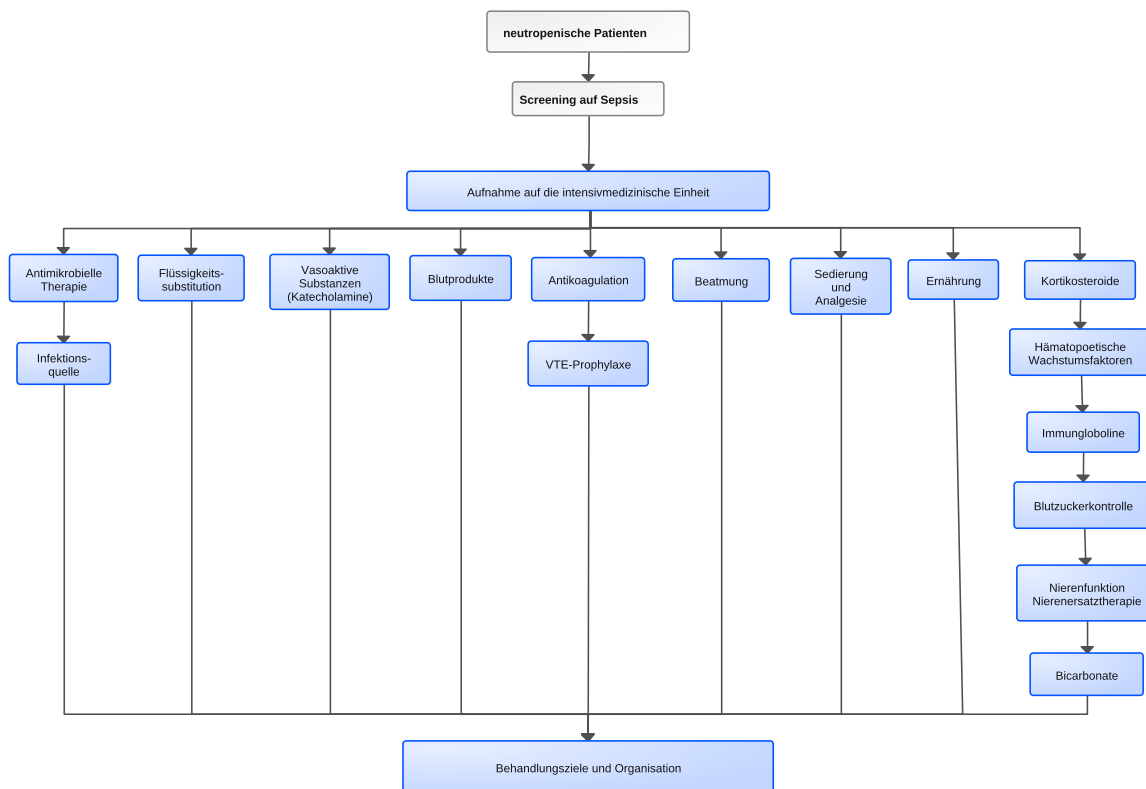 neutropenische Patienten
Screening auf Sepsis
Aufnahme auf die intensivmedizinische Einheit
Antimikrobielle
Therapie
Flüssigkeits-
substitution
Vasoaktive
Substanzen
(Katecholamine)
Blutprodukte
Antikoagulation
Beatmung
Sedierung
und
Analgesie
Ernährung
Kortikosteroide
Infektions-
quelle
VTE-Prophylaxe
Hämatopoetische
Wachstumsfaktoren
Immungloboline
Blutzuckerkontrolle
Nierenfunktion
Nierenersatztherapie
Bicarbonate
Behandlungsziele und Organisation